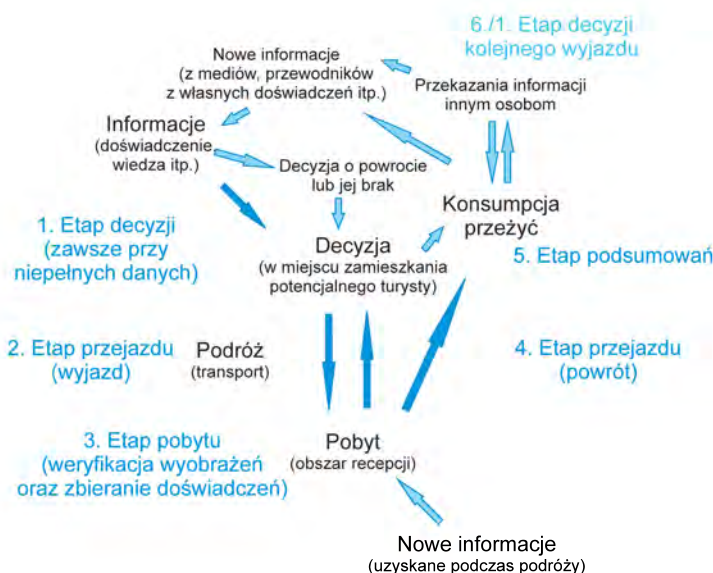 6./1. Etap decyzji
kolejnego wyjazdu
Nowe informacje
(z mediów, przewodników
z własnych doświadczeń itp.)
Przekazania informacji
innym osobom
Informacje
(doświadczenie,
wiedza itp.)
Decyzja o powrocie
lub jej brak
Konsumpcja
przeżyć
1. Etap decyzji
(zawsze przy
niepełnych danych)
Decyzja
(w miejscu zamieszkania
potencjalnego turysty)
5. Etap podsumowań
2. Etap przejazdu
(wyjazd)
Podróż
(transport)
4. Etap przejazdu
(powrót)
3. Etap pobytu
(weryfikacja wyobrażeń
oraz zbieranie doświadczeń)
Pobyt
(obszar recepcji)
Nowe informacje
(uzyskane podczas podróży)